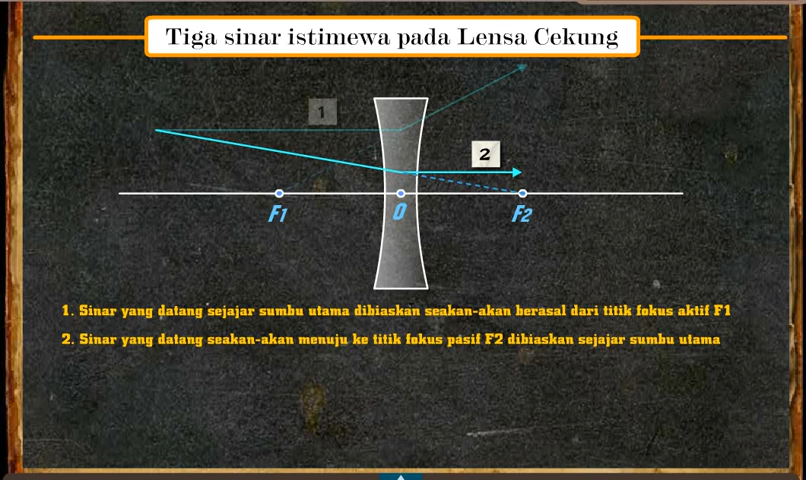 Tiga sinar istimewa pada Lensa Cekung
1
2
F1
O
F2
1. Sinar yang datang sejajar sumbu utama dibiaskan seakan-akan berasal dari titik fokus aktif F1
2. Sinar yang datang seakan-akan menuju ke titik fokus pasif F2 dibiaskan sejajar sumbu utama